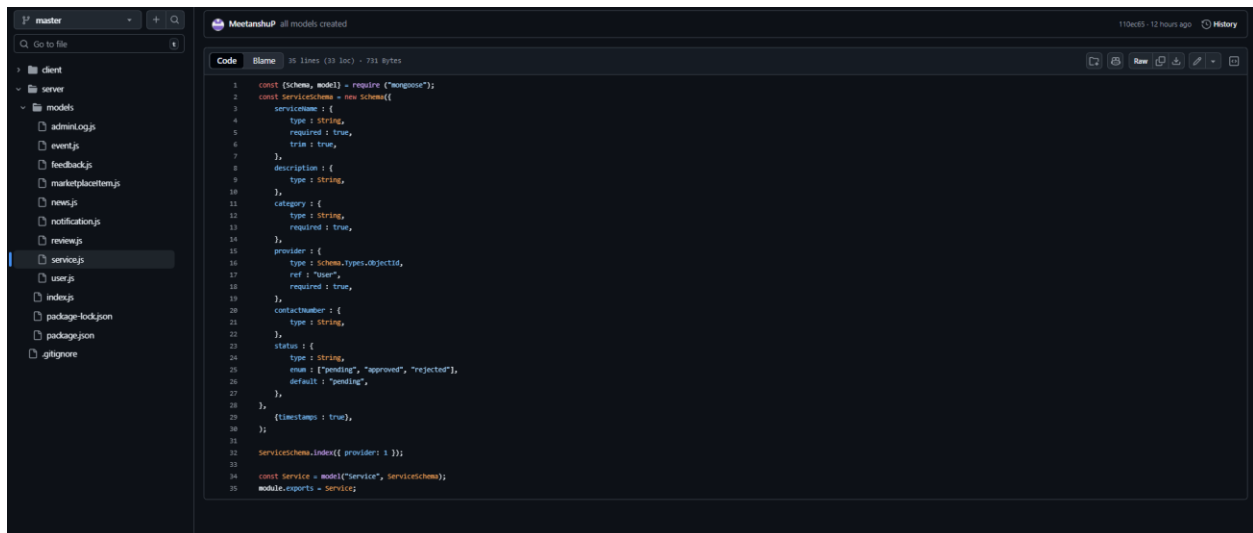 master
Go to file
t
client
server
models
adminLog.js
event.js
feedback.js
marketplaceItem.js
news.js
notification.js
review.js
service.js
user.js
index.js
package-lock.json
package.json
.gitignore
MeetanshuP all models created
110ec65 · 12 hours ago History
Code Blame 35 lines (33 loc) · 731 Bytes
Raw
1 const {Schema, model} = require ("mongoose");
2 const ServiceSchema = new Schema({
3 serviceName : {
4 type : String,
5 required : true,
6 trim : true,
7 },
8 description : {
9 type : String,
10 },
11 category : {
12 type : String,
13 required : true,
14 },
15 provider : {
16 type : Schema.Types.ObjectId,
17 ref : "User",
18 required : true,
19 },
20 contactNumber : {
21 type : String,
22 },
23 status : {
24 type : String,
25 enum : ["pending", "approved", "rejected"],
26 default : "pending",
27 },
28 },
29 {timestamps : true},
30 );
31
32 ServiceSchema.index({ provider: 1 });
33
34 const Service = model("Service", ServiceSchema);
35 module.exports = Service;